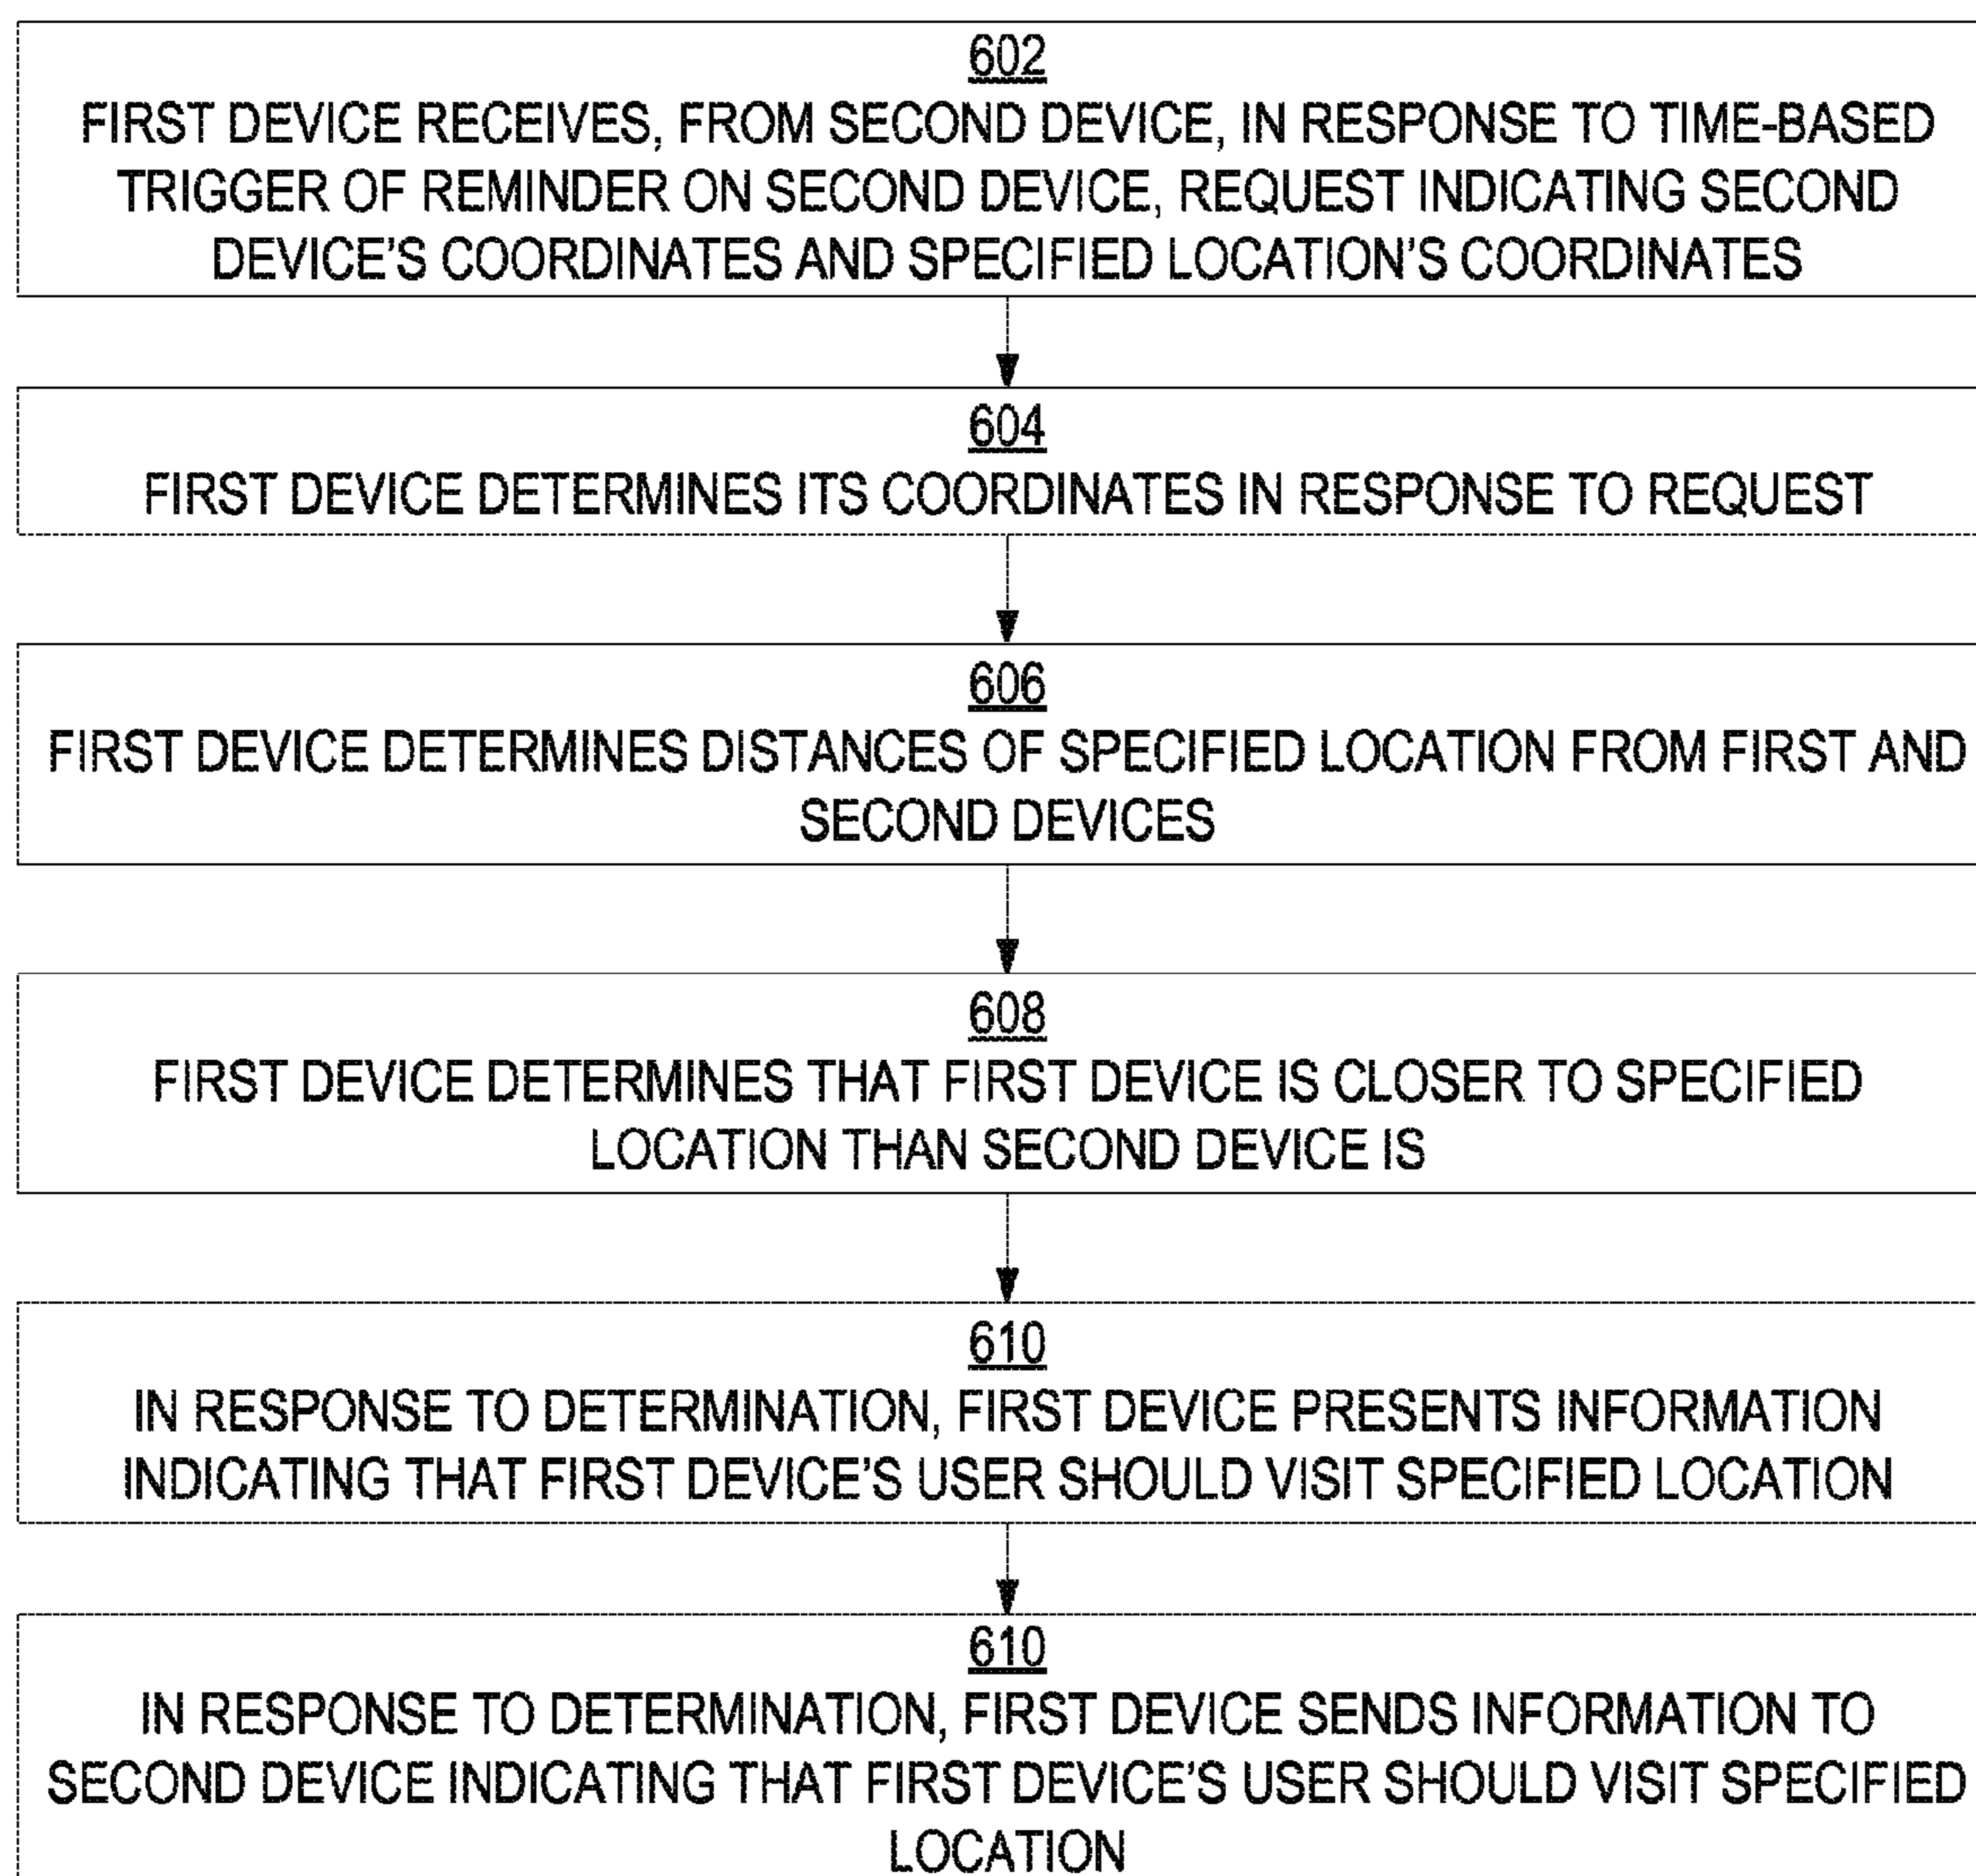 602
FIRST DEVICE RECEIVES, FROM SECOND DEVICE, IN RESPONSE TO TIME-BASED
TRIGGER OF REMINDER ON SECOND DEVICE, REQUEST INDICATING SECOND
DEVICE'S COORDINATES AND SPECIFIED LOCATION'S COORDINATES
604
FIRST DEVICE DETERMINES ITS COORDINATES IN RESPONSE TO REQUEST
606
FIRST DEVICE DETERMINES DISTANCES OF SPECIFIED LOCATION FROM FIRST AND
SECOND DEVICES
608
FIRST DEVICE DETERMINES THAT FIRST DEVICE IS CLOSER TO SPECIFIED
LOCATION THAN SECOND DEVICE IS
610
IN RESPONSE TO DETERMINATION, FIRST DEVICE PRESENTS INFORMATION
INDICATING THAT FIRST DEVICE'S USER SHOULD VISIT SPECIFIED LOCATION
610
IN RESPONSE TO DETERMINATION, FIRST DEVICE SENDS INFORMATION TO
SECOND DEVICE INDICATING THAT FIRST DEVICE'S USER SHOULD VISIT SPECIFIED
LOCATION